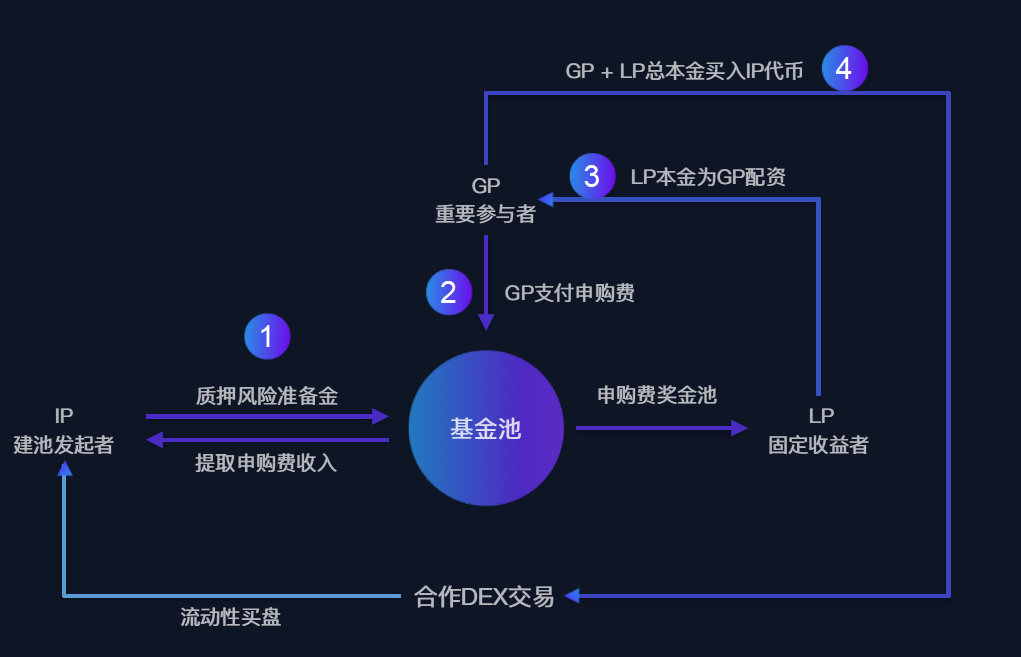 GP + LP总本金买入IP代币
4
3
LP本金为GP配资
GP
重要参与者
2
GP支付申购费
1
质押风险准备金
申购费奖金池
IP
建池发起者
基金池
LP
固定收益者
提取申购费收入
合作DEX交易
流动性买盘